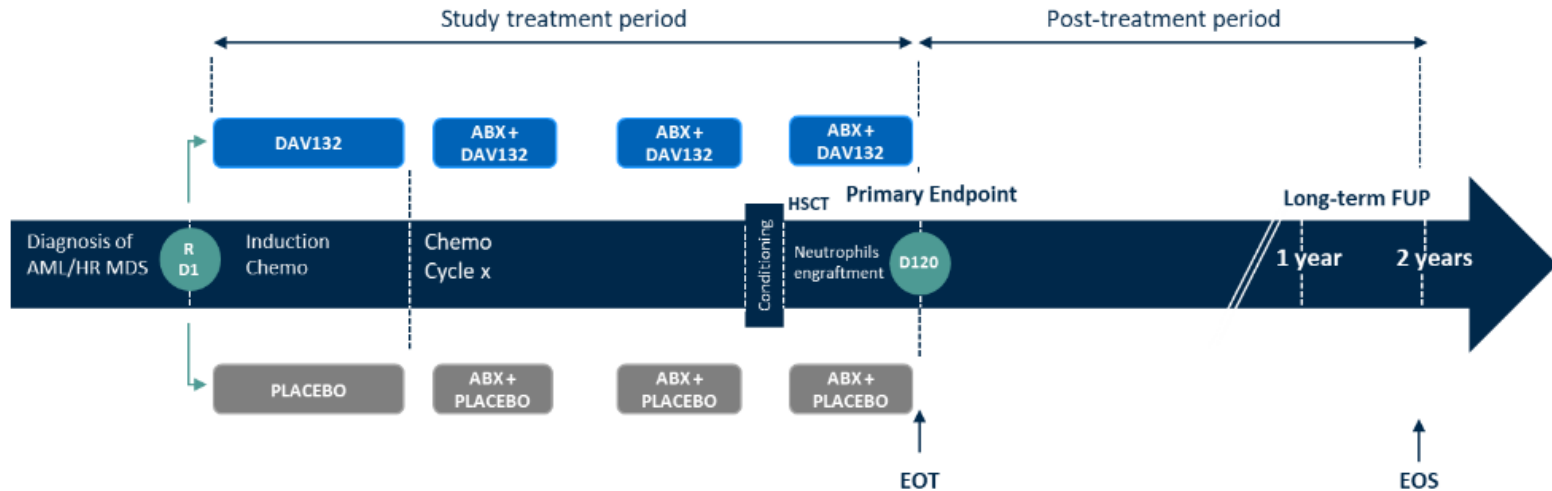 Study treatment period
Post-treatment period
DAV132
ABX +
DAV132
ABX +
DAV132
ABX +
DAV132
HSCT
Primary Endpoint
Long-term FUP
Diagnosis of
AML/HR MDS
R
D1
Induction
Chemo
Chemo
Cycle x
Conditioning
Neutrophils
engraftment
D120
1 year
2 years
PLACEBO
ABX +
PLACEBO
ABX +
PLACEBO
ABX +
PLACEBO
EOT
EOS